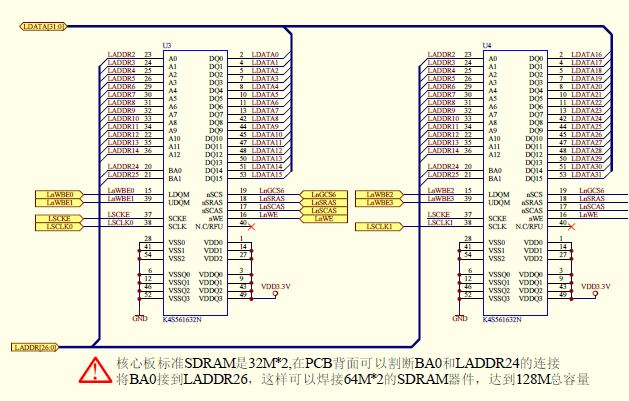 LDATA[31:0]
U3
LADDR2 23 A0 DQ0 2 LDATA0
LADDR3 24 A1 DQ1 4 LDATA1
LADDR4 25 A2 DQ2 5 LDATA2
LADDR5 26 A3 DQ3 7 LDATA3
LADDR6 29 A4 DQ4 8 LDATA4
LADDR7 30 A5 DQ5 10 LDATA5
LADDR8 31 A6 DQ6 11 LDATA6
LADDR9 32 A7 DQ7 13 LDATA7
LADDR10 33 A8 DQ8 42 LDATA8
LADDR11 34 A9 DQ9 44 LDATA9
LADDR12 22 A10 DQ10 45 LDATA10
LADDR13 35 A11 DQ11 47 LDATA11
LADDR14 36 A12 DQ12 48 LDATA12
DQ13 50 LDATA13
LADDR24 20 BA0 DQ14 51 LDATA14
LADDR25 21 BA1 DQ15 53 LDATA15
LnWBE0 LnWBE0 15 LDQM nSCS 19 LnGCS6 LnGCS6
LnWBE1 LnWBE1 39 UDQM nSRAS 18 LnSRAS LnSRAS
nSCAS 17 LnSCAS LnSCAS
LSCKE LSCKE 37 SCKE nWE 16 LnWE LnWE
LSCLK0 LSCLK0 38 SCLK N.C/RFU 40
28 VSS0 VDD0 1
41 VSS1 VDD1 14
54 VSS2 VDD2 27
6 VSSQ0 VDDQ0 3
12 VSSQ1 VDDQ1 9
46 VSSQ2 VDDQ2 43 VDD3.3V
52 VSSQ3 VDDQ3 49
GND
K4S561632N
U4
LADDR2 23 A0 DQ0 2 LDATA16
LADDR3 24 A1 DQ1 4 LDATA17
LADDR4 25 A2 DQ2 5 LDATA18
LADDR5 26 A3 DQ3 7 LDATA19
LADDR6 29 A4 DQ4 8 LDATA20
LADDR7 30 A5 DQ5 10 LDATA21
LADDR8 31 A6 DQ6 11 LDATA22
LADDR9 32 A7 DQ7 13 LDATA23
LADDR10 33 A8 DQ8 42 LDATA24
LADDR11 34 A9 DQ9 44 LDATA25
LADDR12 22 A10 DQ10 45 LDATA26
LADDR13 35 A11 DQ11 47 LDATA27
LADDR14 36 A12 DQ12 48 LDATA28
DQ13 50 LDATA29
LADDR24 20 BA0 DQ14 51 LDATA30
LADDR25 21 BA1 DQ15 53 LDATA31
LnWBE2 LnWBE2 15 LDQM nSCS 19 LnGCS6
LnWBE3 LnWBE3 39 UDQM nSRAS 18 LnSRAS
nSCAS 17 LnSCAS
LSCKE 37 SCKE nWE 16 LnWE
LSCLK1 LSCLK1 38 SCLK N.C/RFU 40
28 VSS0 VDD0 1
41 VSS1 VDD1 14
54 VSS2 VDD2 27
6 VSSQ0 VDDQ0 3
12 VSSQ1 VDDQ1 9
46 VSSQ2 VDDQ2 43 VDD3.3V
52 VSSQ3 VDDQ3 49
GND
K4S561632N
LADDR[26:0]
核心板标准SDRAM是32M*2,在PCB背面可以割断BA0和LADDR24的连接
将BA0接到LADDR26，这样可以焊接64M*2的SDRAM器件，达到128M总容量